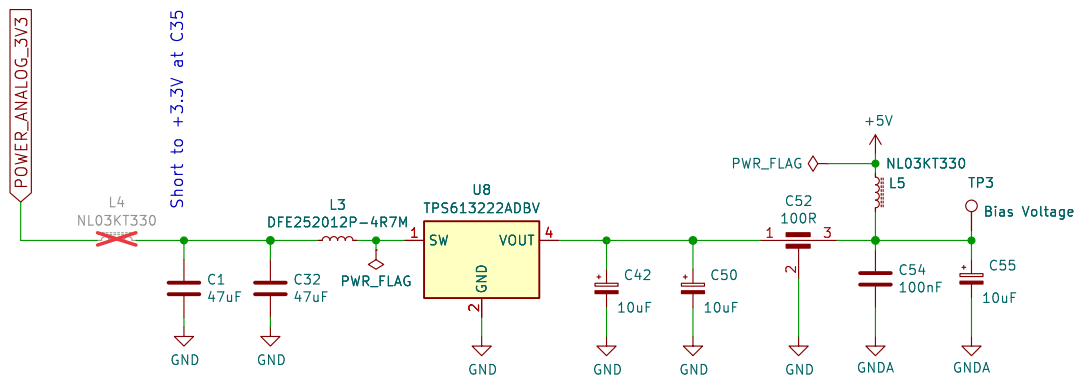 POWER_ANALOG_3V3
Short to +3.3V at C35
L4
NL03KT330
C1
47uF
GND
C32
47uF
GND
L3
DFE252012P-4R7M
PWR_FLAG
U8
TPS613222ADBV
1
SW
VOUT
4
GND
2
GND
C42
10uF
+
GND
C50
10uF
+
GND
C52
100R
1
3
2
GND
+5V
PWR_FLAG
NL03KT330
L5
TP3
Bias Voltage
C54
100nF
GNDA
C55
10uF
+
GNDA